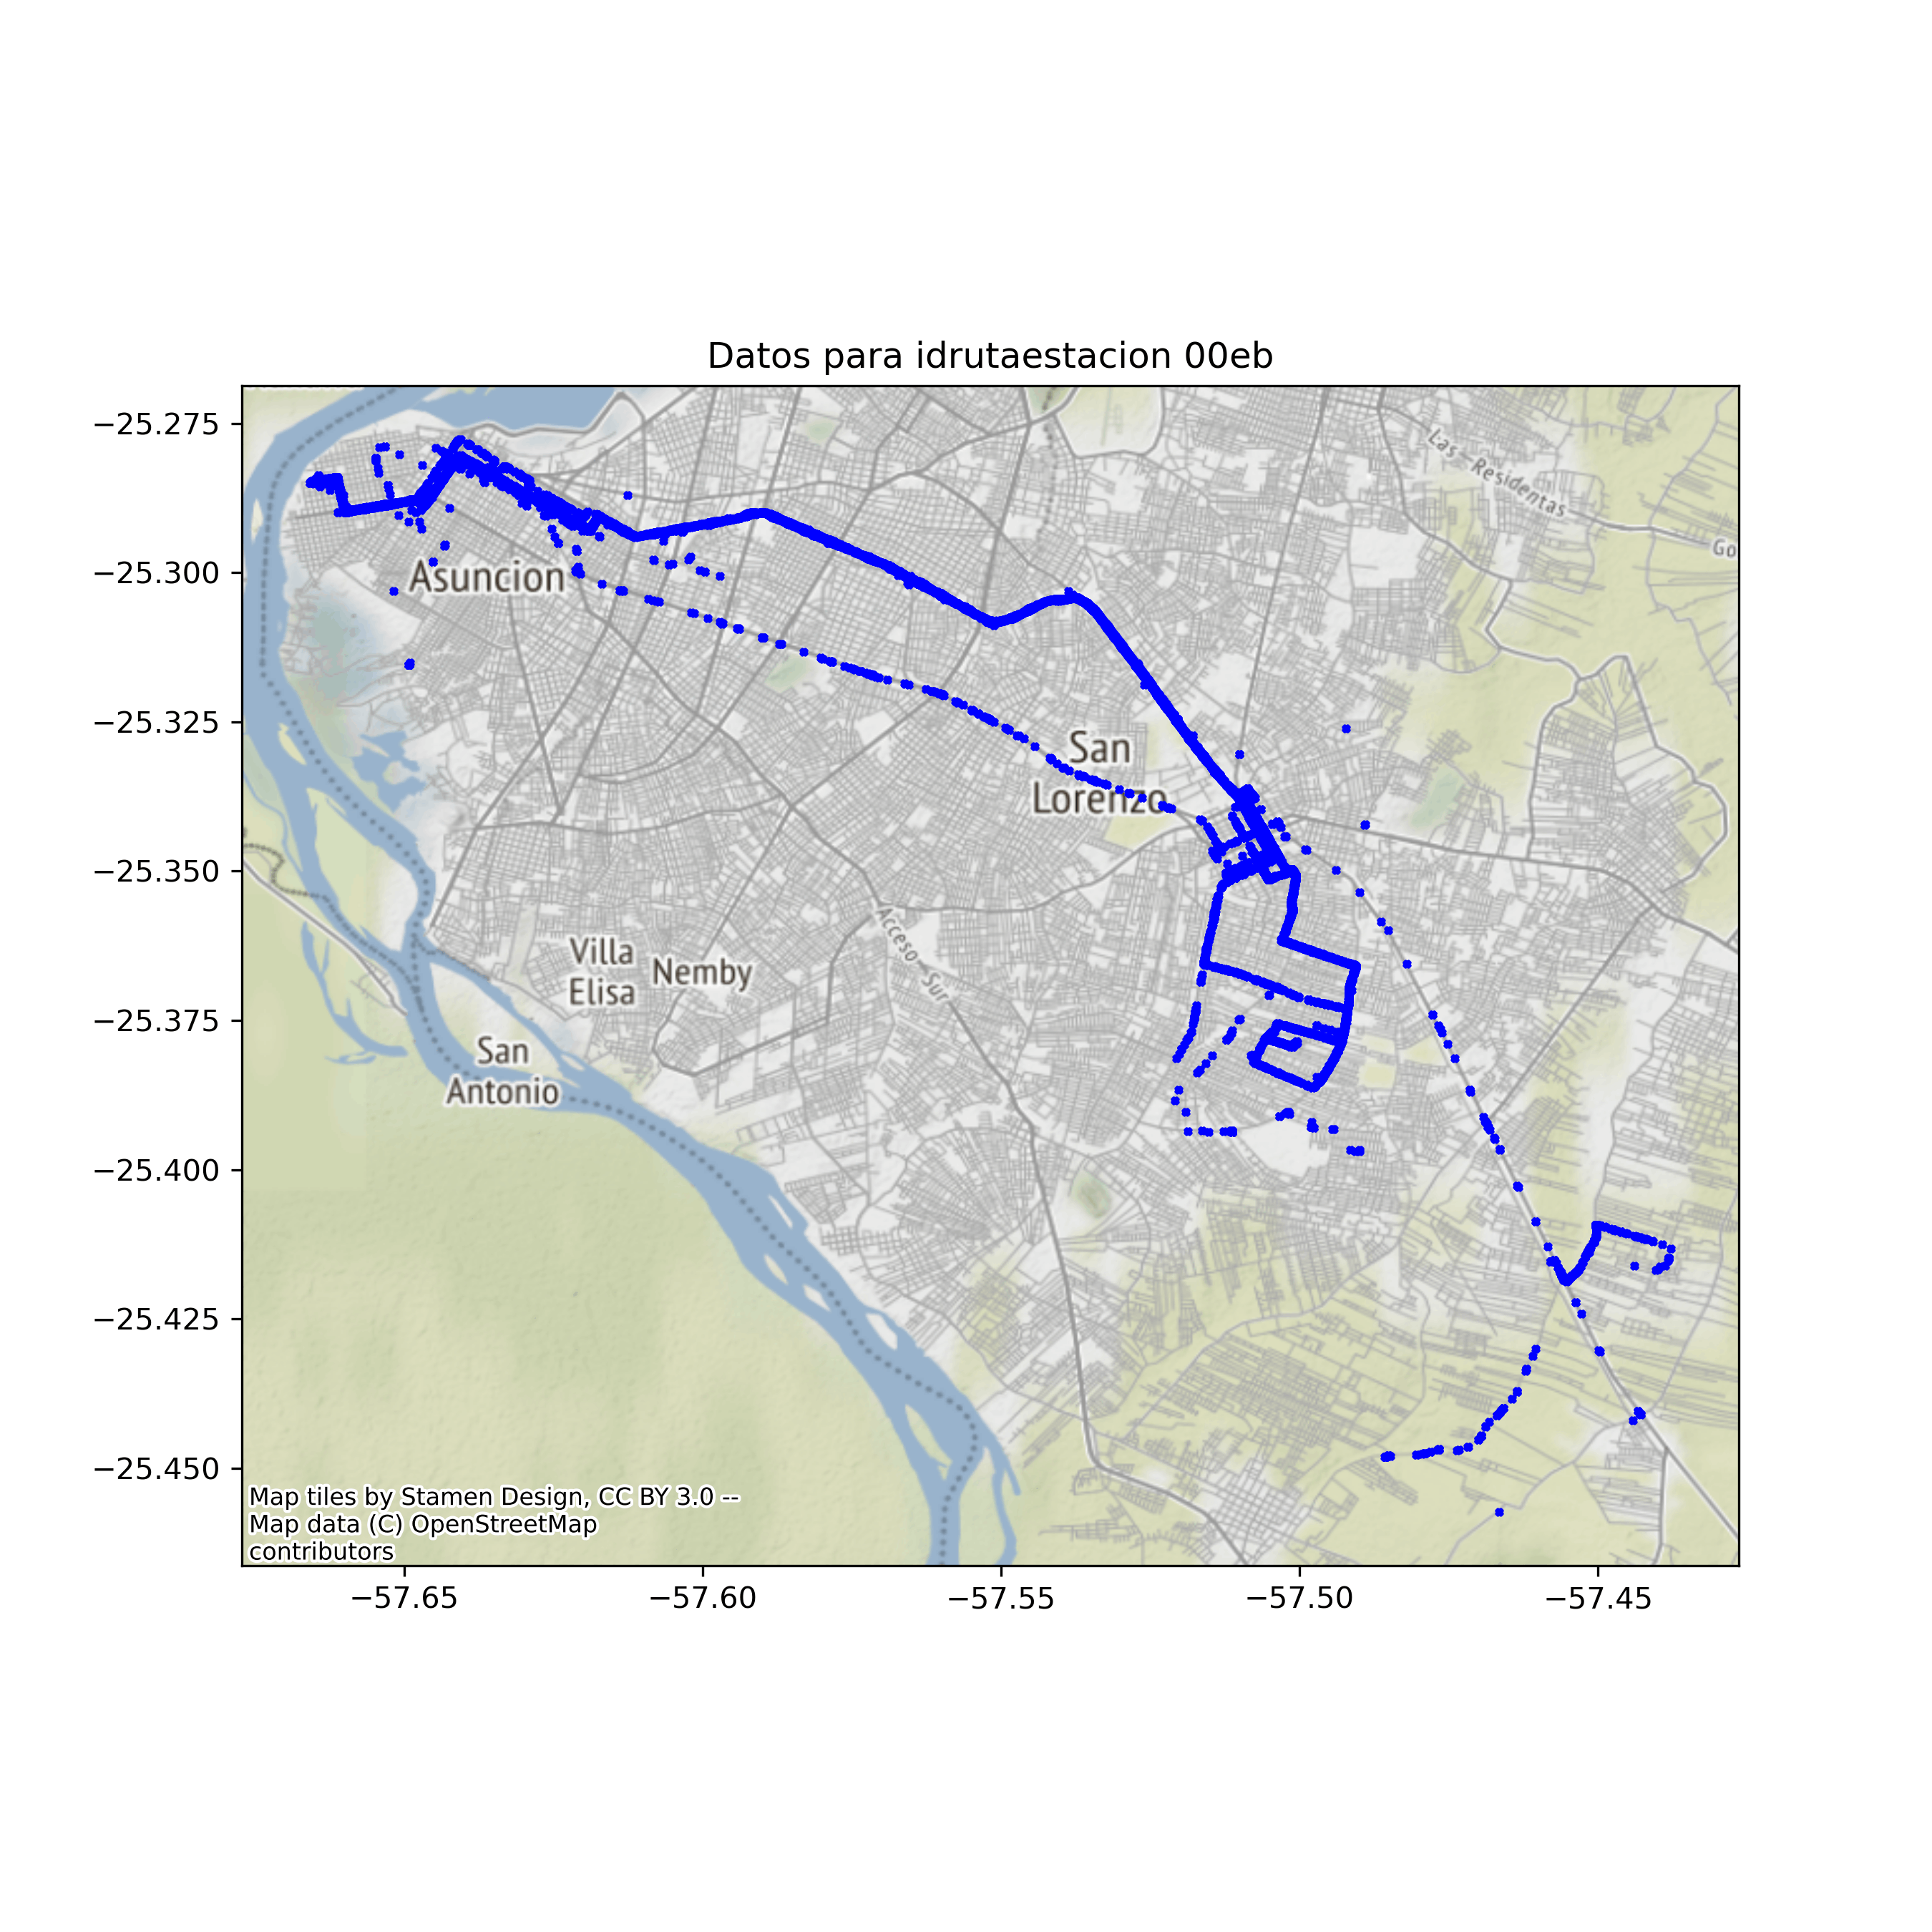 Datos para idrutaestacion 00eb
−25.275
−25.300
−25.325
−25.350
−25.375
−25.400
−25.425
−25.450
Las Residentas
Go
Asuncion
San
Lorenzo
Acceso Sur
Villa
Elisa
Nemby
San
Antonio
Map tiles by Stamen Design, CC BY 3.0 --
Map data (C) OpenStreetMap
contributors
−57.65
−57.60
−57.55
−57.50
−57.45